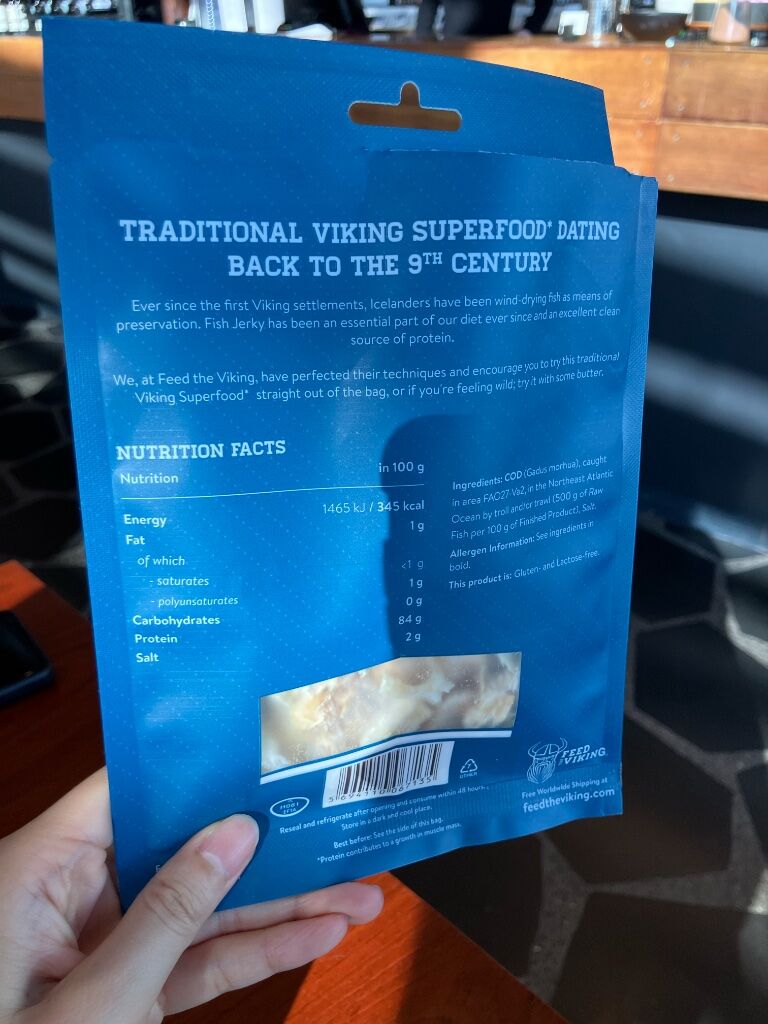 TRADITIONAL VIKING SUPERFOOD* DATING
BACK TO THE 9TH CENTURY
Ever since the first Viking settlements, Icelanders have been wind-drying fish as means of
preservation. Fish Jerky has been an essential part of our diet ever since and an excellent clean
source of protein.
We, at Feed the Viking, have perfected their techniques and encourage you to try this traditional
Viking Superfood* straight out of the bag, or if you're feeling wild; try it with some butter.
NUTRITION FACTS
Nutrition in 100 g
Energy 1465 kJ / 345 kcal
Fat 1 g
of which
- saturates <1 g
- polyunsaturates 1 g
Carbohydrates 0 g
Protein 84 g
Salt 2 g
Ingredients: COD (Gadus morhua), caught
in area FAO27-Va2, in the Northeast Atlantic
Ocean by troll and/or trawl (500 g of Raw
Fish per 100 g of Finished Product), Salt.
Allergen Information: See ingredients in
bold.
This product is: Gluten- and Lactose-free.
5 694110 067135
7
OTHER
FEED
THE VIKING
Free Worldwide Shipping at
feedtheviking.com
Reseal and refrigerate after opening and consume within 48 hours.
Store in a dark and cool place.
Best before: See the side of this bag.
*Protein contributes to a growth in muscle mass.